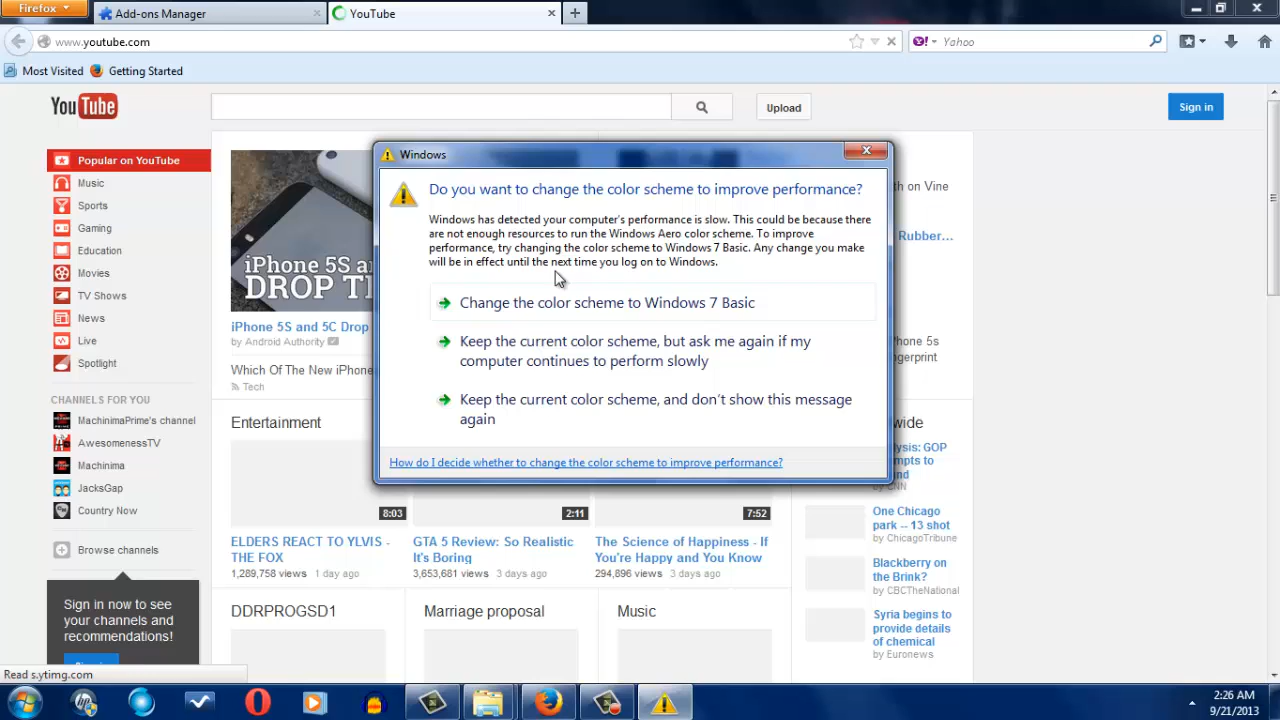 Firefox
Add-ons Manager
YouTube
www.youtube.com
Yahoo
Most Visited
Getting Started
YouTube
Upload
Sign in
Popular on YouTube
Music
Sports
Gaming
Education
Movies
TV Shows
News
Live
Spotlight
CHANNELS FOR YOU
MachinimaPrime's channel
AwesomenessTV
Machinima
JacksGap
Country Now
Browse channels
Sign in now to see
your channels and
recommendations!
iPhone 5S a
DROP T
iPhone 5S and 5C Drop
by Android Authority
Which Of The New iPhone
Tech
Windows
Do you want to change the color scheme to improve performance?
Windows has detected your computer's performance is slow. This could be because there
are not enough resources to run the Windows Aero color scheme. To improve
performance, try changing the color scheme to Windows 7 Basic. Any change you make
will be in effect until the next time you log on to Windows.
Change the color scheme to Windows 7 Basic
Keep the current color scheme, but ask me again if my
computer continues to perform slowly
Keep the current color scheme, and don't show this message
again
How do I decide whether to change the color scheme to improve performance?
th on Vine
Rubber...
Phone 5s
gerprint
Entertainment
wide
8:03
2:11
7:52
ELDERS REACT TO YLVIS -
THE FOX
1,289,758 views 1 day ago
GTA 5 Review: So Realistic
It's Boring
3,653,681 views 3 days ago
The Science of Happiness - If
You're Happy and You Know
294,896 views 3 days ago
lysis: GOP
mpts to
nd
by CNN
One Chicago
park -- 13 shot
by ChicagoTribune
Blackberry on
the Brink?
by CBCTheNational
Syria begins to
provide details
of chemical
by Euronews
DDRPROGSD1
Marriage proposal
Music
Read s.ytimg.com
2:26 AM
9/21/2013